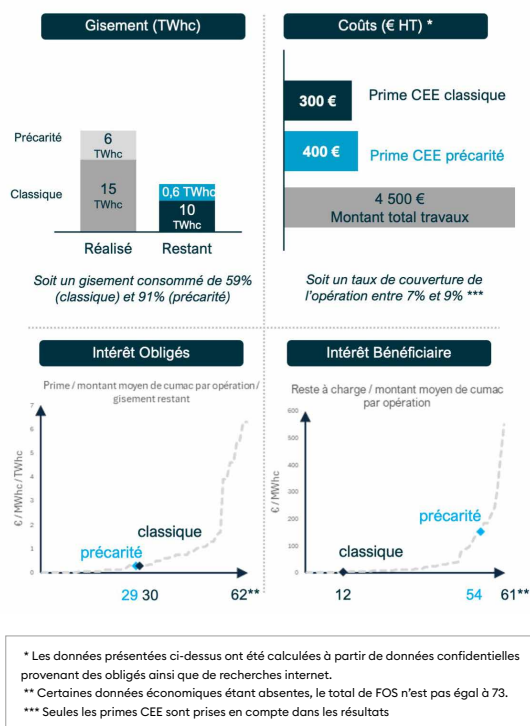 Gisement (TWhc)
Coûts (€ HT) *
Précarité
6
TWhc
Classique
15
TWhc
0,6 TWhc
10
TWhc
Réalisé
Restant
Soit un gisement consommé de 59%
(classique) et 91% (précarité)
300 €
Prime CEE classique
400 €
Prime CEE précarité
4 500 €
Montant total travaux
Soit un taux de couverture de
l'opération entre 7% et 9% ***
Intérêt Obligés
Prime / montant moyen de cumac par opération /
gisement restant
€ / MWhc / TWhc
7
6
5
4
3
2
1
0
précarité
classique
29 30
62**
Intérêt Bénéficiaire
Reste à charge / montant moyen de cumac
par opération
€ / MWhc
600
500
400
300
200
100
0
précarité
classique
12
54
61**
* Les données présentées ci-dessus ont été calculées à partir de données confidentielles
provenant des obligés ainsi que de recherches internet.
** Certaines données économiques étant absentes, le total de FOS n'est pas égal à 73.
*** Seules les primes CEE sont prises en compte dans les résultats